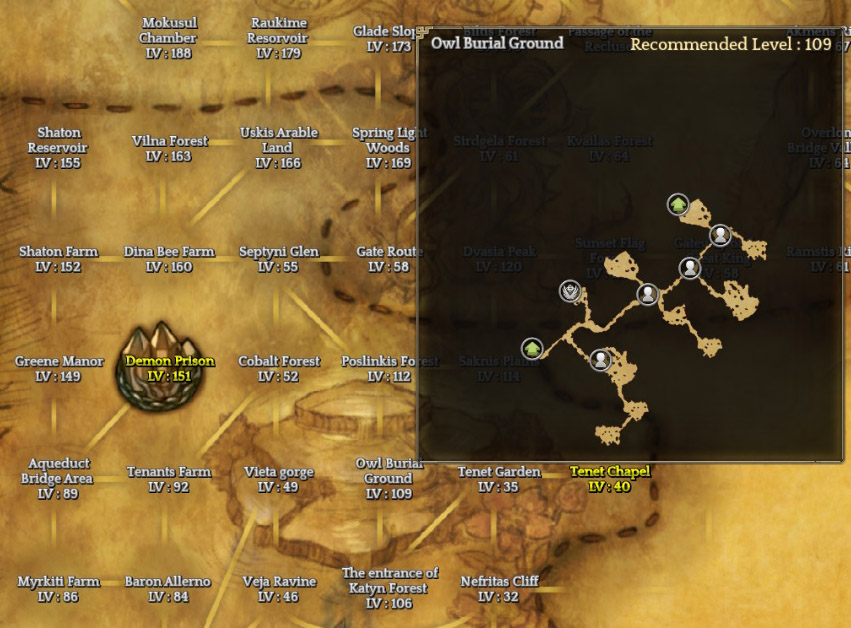 Mokusul
Chamber
LV : 188
Raukime
Resorvoir
LV : 179
LV : 173
Owl Burial Ground
Recommended Level : 109
Shaton
Reservoir
LV : 155
Vilna Forest
LV : 163
Uskis Arable
Land
LV : 166
Spring Light
Woods
LV : 169
Sirdgela Forest
LV : 61
Kvailas Forest
LV : 64
Shaton Farm
LV : 152
Dina Bee Farm
LV : 160
Septyni Glen
LV : 55
Gate Route
LV : 58
Dvasia Peak
LV : 120
Sunset Flag
Greene Manor
LV : 149
Demon Prison
LV : 151
Cobalt Forest
LV : 52
Poslinkis Forest
LV : 112
Saknis Plains
LV : 114
Aqueduct
Bridge Area
LV : 89
Tenants Farm
LV : 92
Vieta gorge
LV : 49
Owl Burial
Ground
LV : 109
Tenet Garden
LV : 35
Tenet Chapel
LV : 40
Myrkiti Farm
LV : 86
Baron Allerno
LV : 84
Veja Ravine
LV : 46
The entrance of
Katyn Forest
LV : 106
Nefritas Cliff
LV : 32